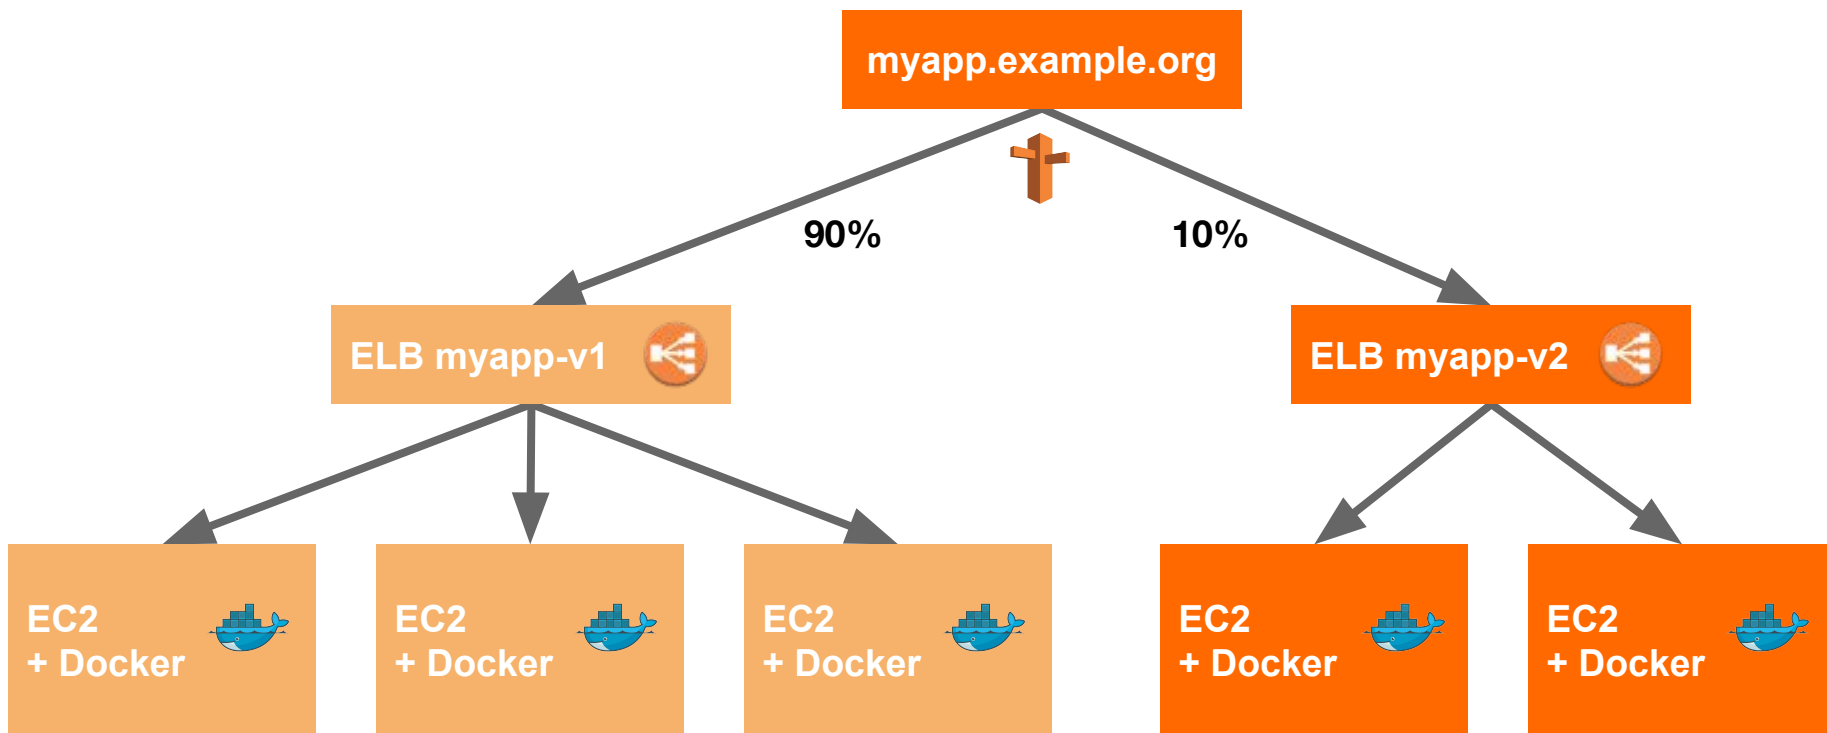 myapp.example.org
90%
10%
ELB myapp-v1
ELB myapp-v2
EC2
+ Docker
EC2
+ Docker
EC2
+ Docker
EC2
+ Docker
EC2
+ Docker